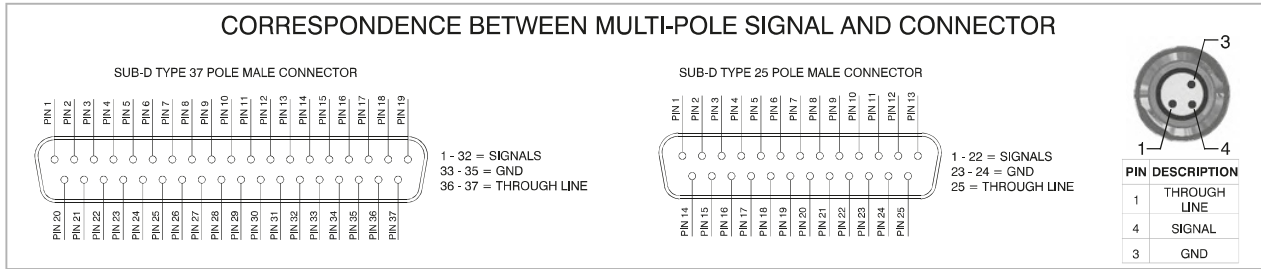 CORRESPONDENCE BETWEEN MULTI-POLE SIGNAL AND CONNECTOR
SUB-D TYPE 37 POLE MALE CONNECTOR
PIN 1 PIN 2 PIN 3 PIN 4 PIN 5 PIN 6 PIN 7 PIN 8 PIN 9 PIN 10 PIN 11 PIN 12 PIN 13 PIN 14 PIN 15 PIN 16 PIN 17 PIN 18 PIN 19
1 - 32 = SIGNALS
33 - 35 = GND
36 - 37 = THROUGH LINE
PIN 20 PIN 21 PIN 22 PIN 23 PIN 24 PIN 25 PIN 26 PIN 27 PIN 28 PIN 29 PIN 30 PIN 31 PIN 32 PIN 33 PIN 34 PIN 35 PIN 36 PIN 37
SUB-D TYPE 25 POLE MALE CONNECTOR
PIN 1 PIN 2 PIN 3 PIN 4 PIN 5 PIN 6 PIN 7 PIN 8 PIN 9 PIN 10 PIN 11 PIN 12 PIN 13
1 - 22 = SIGNALS
23 - 24 = GND
25 = THROUGH LINE
PIN 14 PIN 15 PIN 16 PIN 17 PIN 18 PIN 19 PIN 20 PIN 21 PIN 22 PIN 23 PIN 24 PIN 25
3
1 4
PIN DESCRIPTION
1 THROUGH
LINE
4 SIGNAL
3 GND